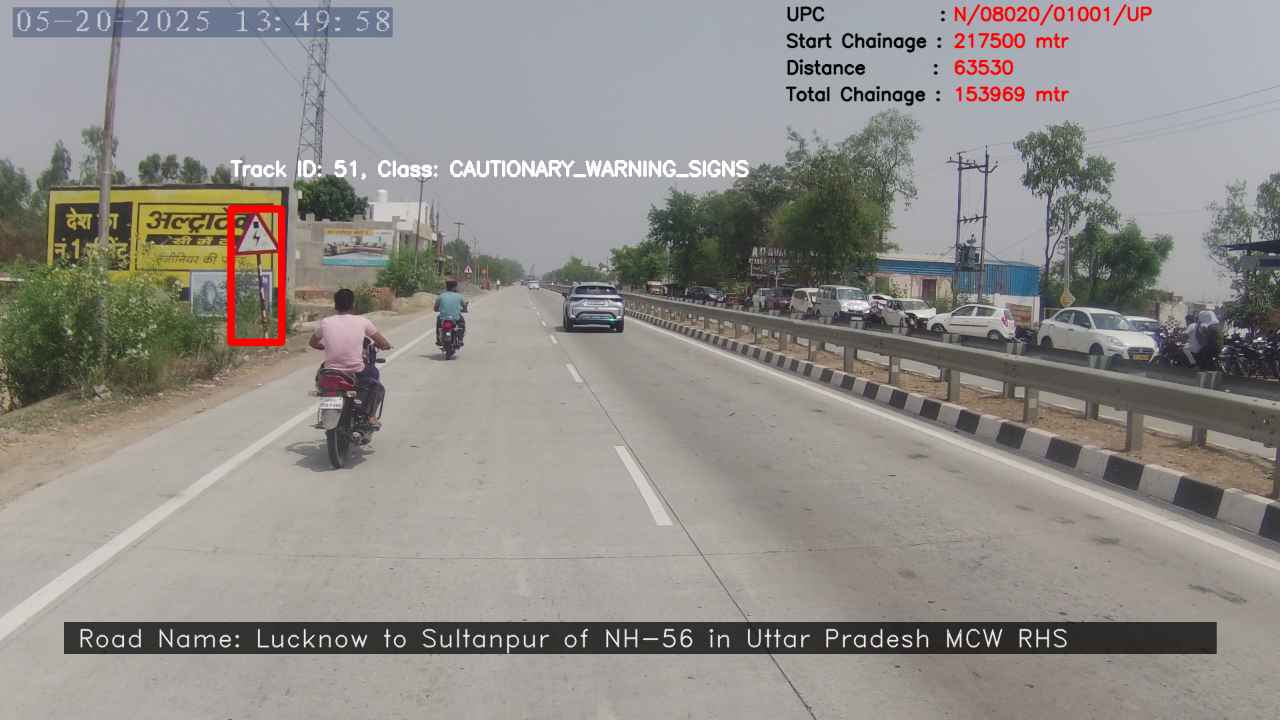 05-20-2025 13:49:58
UPC : N/08020/01001/UP
Start Chainage : 217500 mtr
Distance : 63530
Total Chainage : 153969 mtr
Track ID: 51, Class: CAUTIONARY_WARNING_SIGNS
देश का
नं.1
अल्ट्राटेक
सीमेंट
इंजीनियर की
Road Name: Lucknow to Sultanpur of NH-56 in Uttar Pradesh MCW RHS